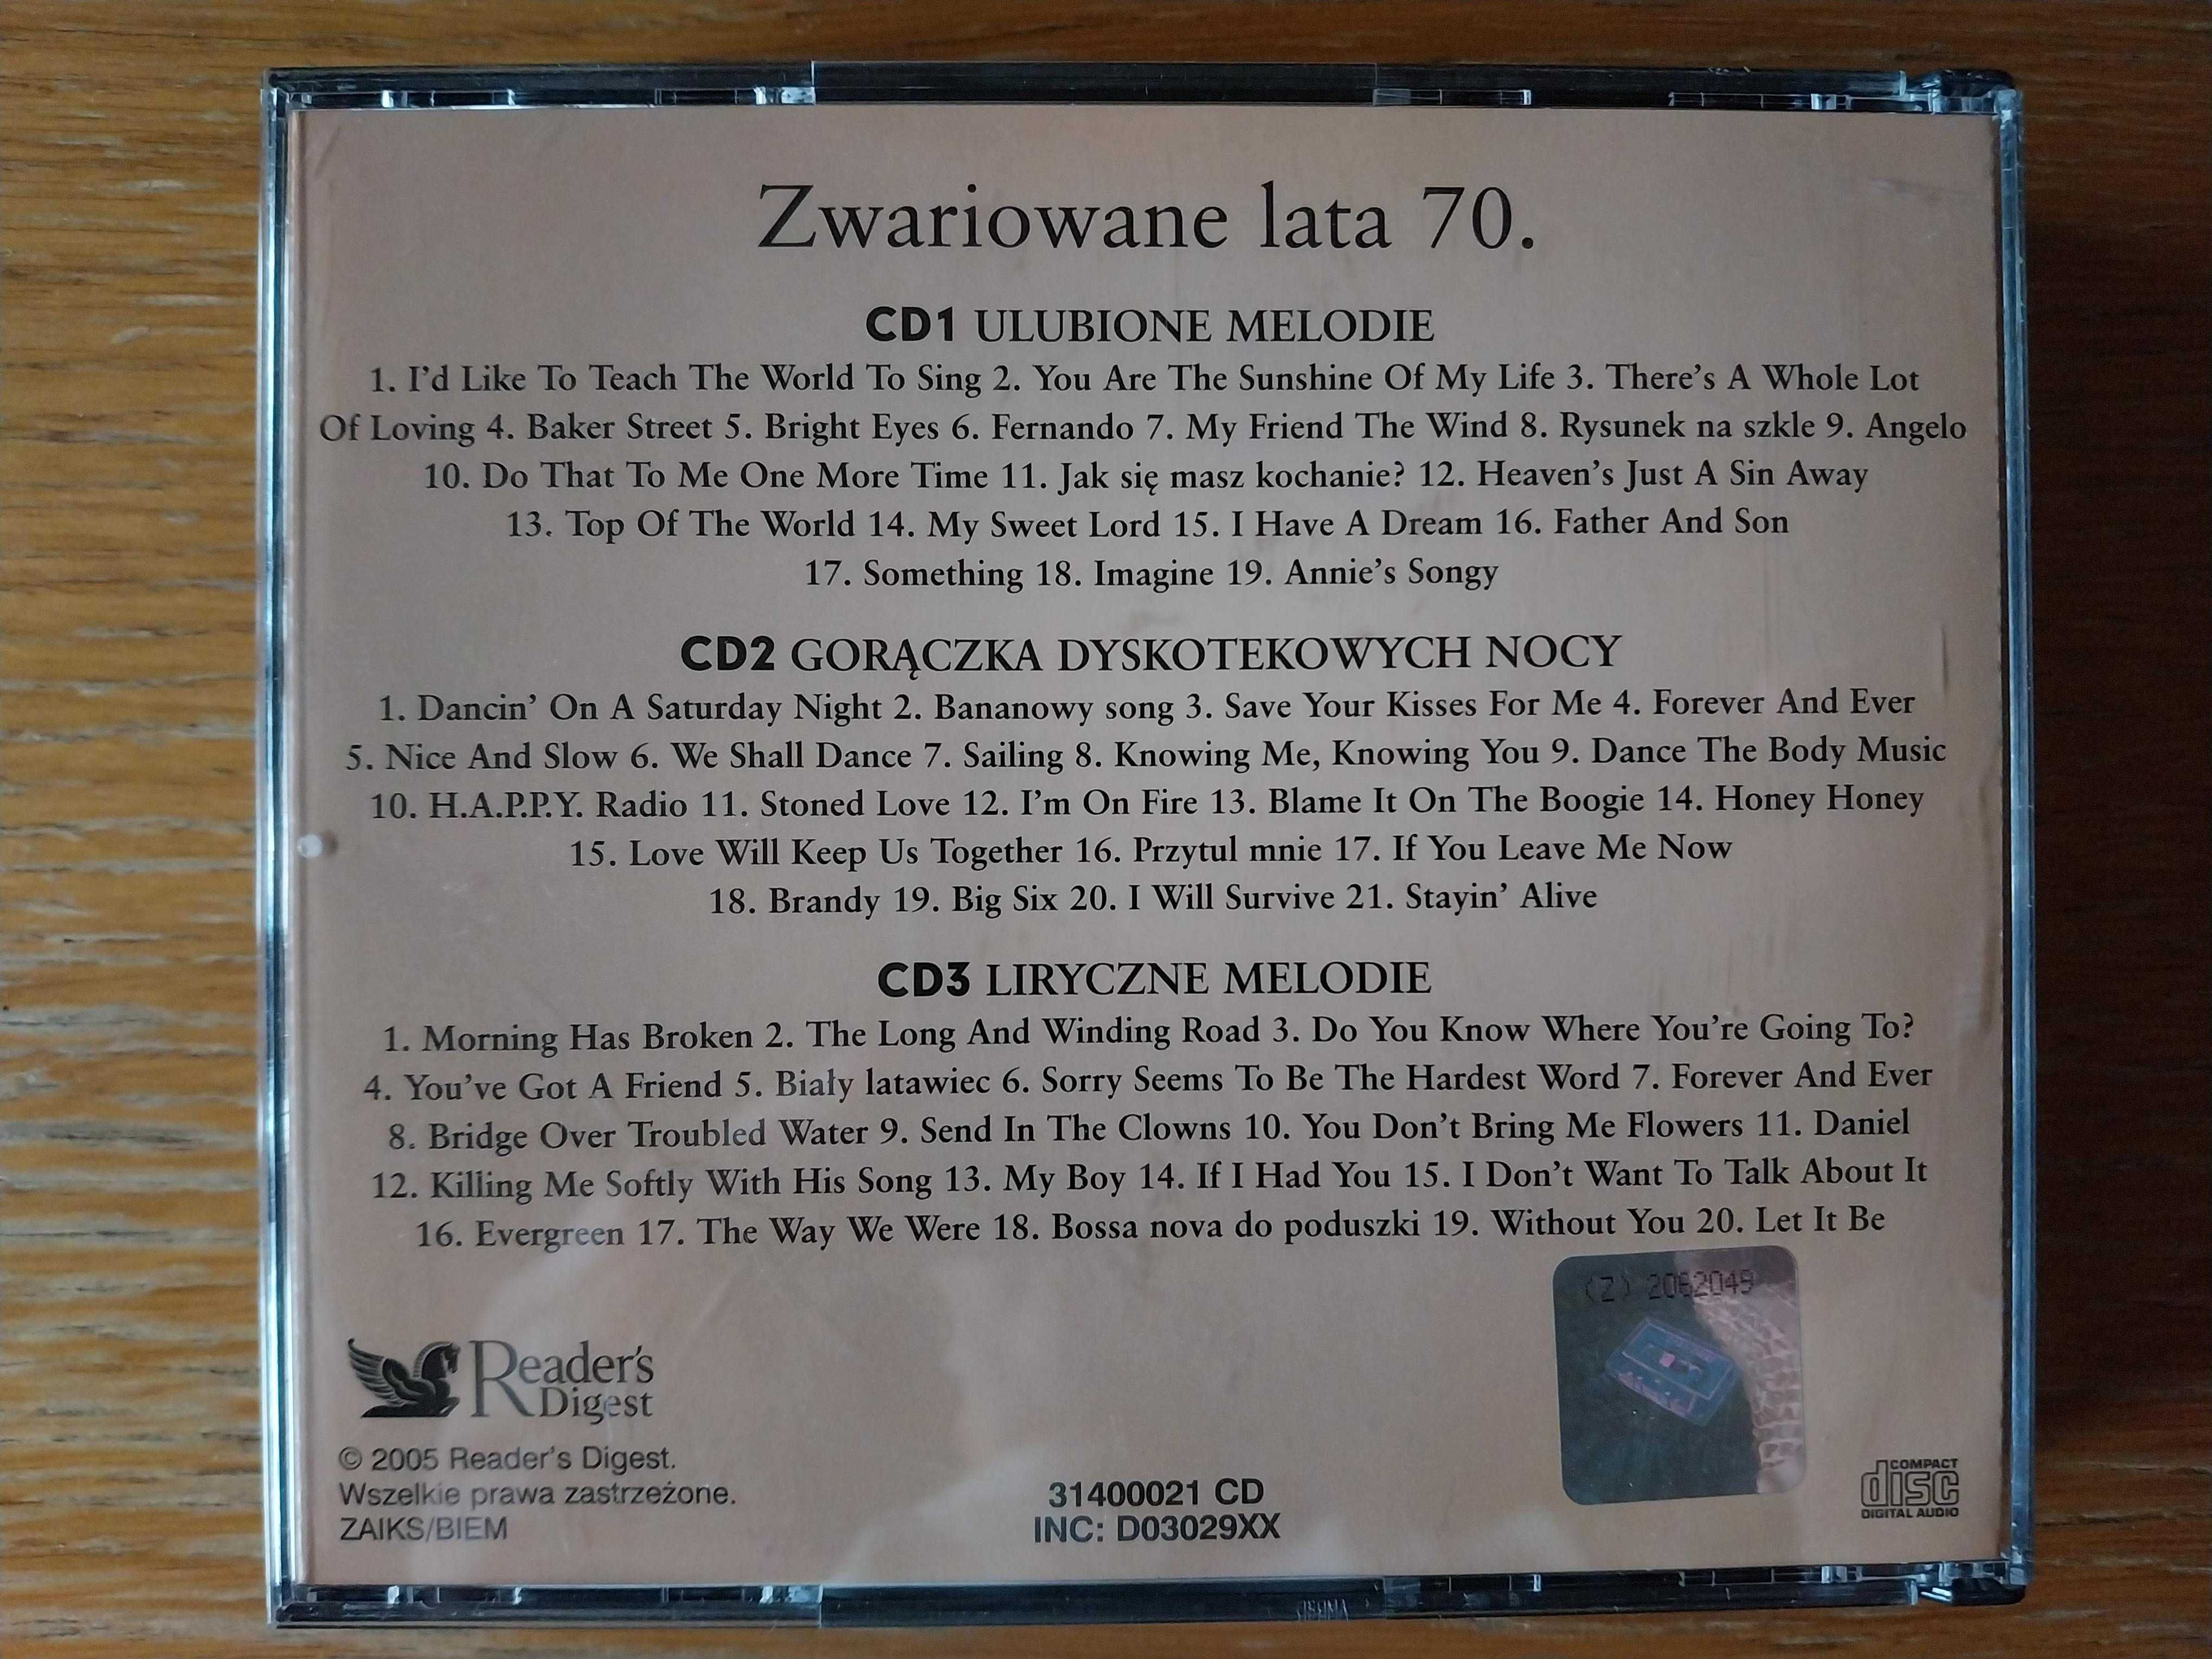 Zwariowane lata 70.
CD1 ULUBIONE MELODIE
1. I'd Like To Teach The World To Sing 2. You Are The Sunshine Of My Life 3. There's A Whole Lot
Of Loving 4. Baker Street 5. Bright Eyes 6. Fernando 7. My Friend The Wind 8. Rysunek na szkle 9. Angelo
10. Do That To Me One More Time 11. Jak się masz kochanie? 12. Heaven's Just A Sin Away
13. Top Of The World 14. My Sweet Lord 15. I Have A Dream 16. Father And Son
17. Something 18. Imagine 19. Annie's Songy
CD2 GORĄCZKA DYSKOTEKOWYCH NOCY
1. Dancin' On A Saturday Night 2. Bananowy song 3. Save Your Kisses For Me 4. Forever And Ever
5. Nice And Slow 6. We Shall Dance 7. Sailing 8. Knowing Me, Knowing You 9. Dance The Body Music
10. H.A.P.P.Y. Radio 11. Stoned Love 12. I'm On Fire 13. Blame It On The Boogie 14. Honey Honey
15. Love Will Keep Us Together 16. Przytul mnie 17. If You Leave Me Now
18. Brandy 19. Big Six 20. I Will Survive 21. Stayin' Alive
CD3 LIRYCZNE MELODIE
1. Morning Has Broken 2. The Long And Winding Road 3. Do You Know Where You're Going To?
4. You've Got A Friend 5. Biały latawiec 6. Sorry Seems To Be The Hardest Word 7. Forever And Ever
8. Bridge Over Troubled Water 9. Send In The Clowns 10. You Don't Bring Me Flowers 11. Daniel
12. Killing Me Softly With His Song 13. My Boy 14. If I Had You 15. I Don't Want To Talk About It
16. Evergreen 17. The Way We Were 18. Bossa nova do poduszki 19. Without You 20. Let It Be
(Z) 2062049
Reader's
Digest
© 2005 Reader's Digest.
Wszelkie prawa zastrzeżone.
ZAIKS/BIEM
31400021 CD
INC: D03029XX
COMPACT
disc
DIGITAL AUDIO